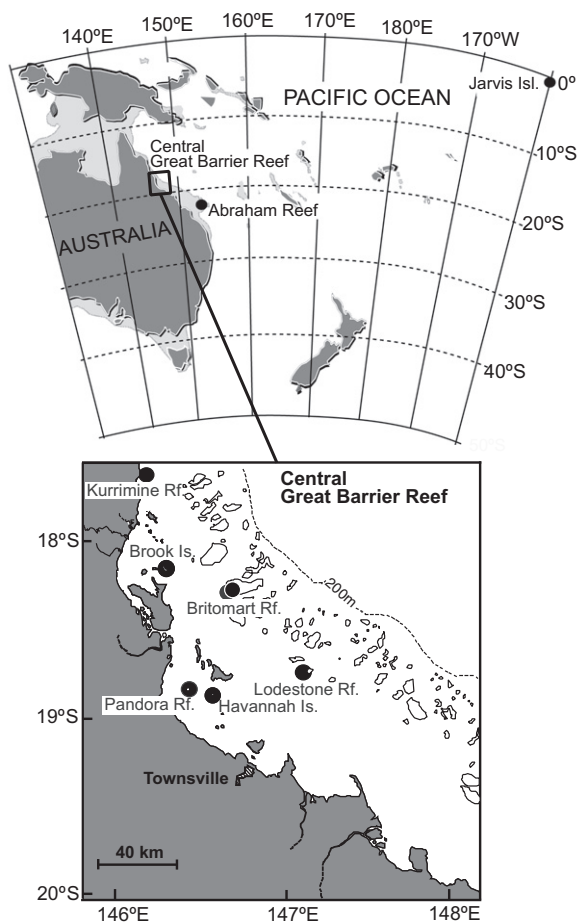 140ºE
150ºE
160ºE
170ºE
180ºE
170ºW
Jarvis Isl.
0º
PACIFIC OCEAN
-10ºS
Central
Great Barrier Reef
Abraham Reef
-20ºS
AUSTRALIA
30ºS
40ºS
50ºS
Central
Great Barrier Reef
Kurrimine Rf.
18ºS
Brook Is.
200m
Britomart Rf.
Lodestone Rf.
Pandora Rf.
Havannah Is.
19ºS
Townsville
40 km
20ºS
146ºE
147ºE
148ºE